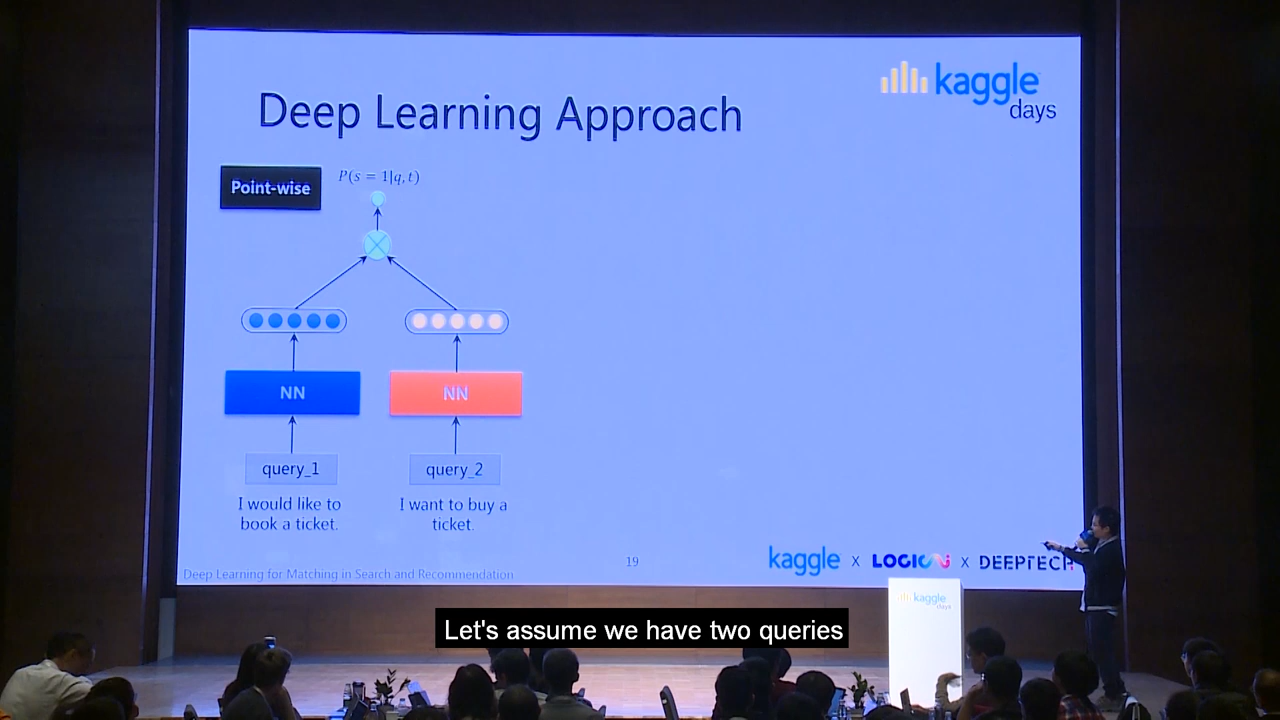 kaggle
days
Deep Learning Approach
Point-wise
P(s = 1|q, t)
NN
NN
query_1
query_2
I would like to
book a ticket.
I want to buy a
ticket.
19
kaggle x LOGIC x DEEPTECH
Deep Learning for Matching in Search and Recommendation
kaggle
days
Let's assume we have two queries